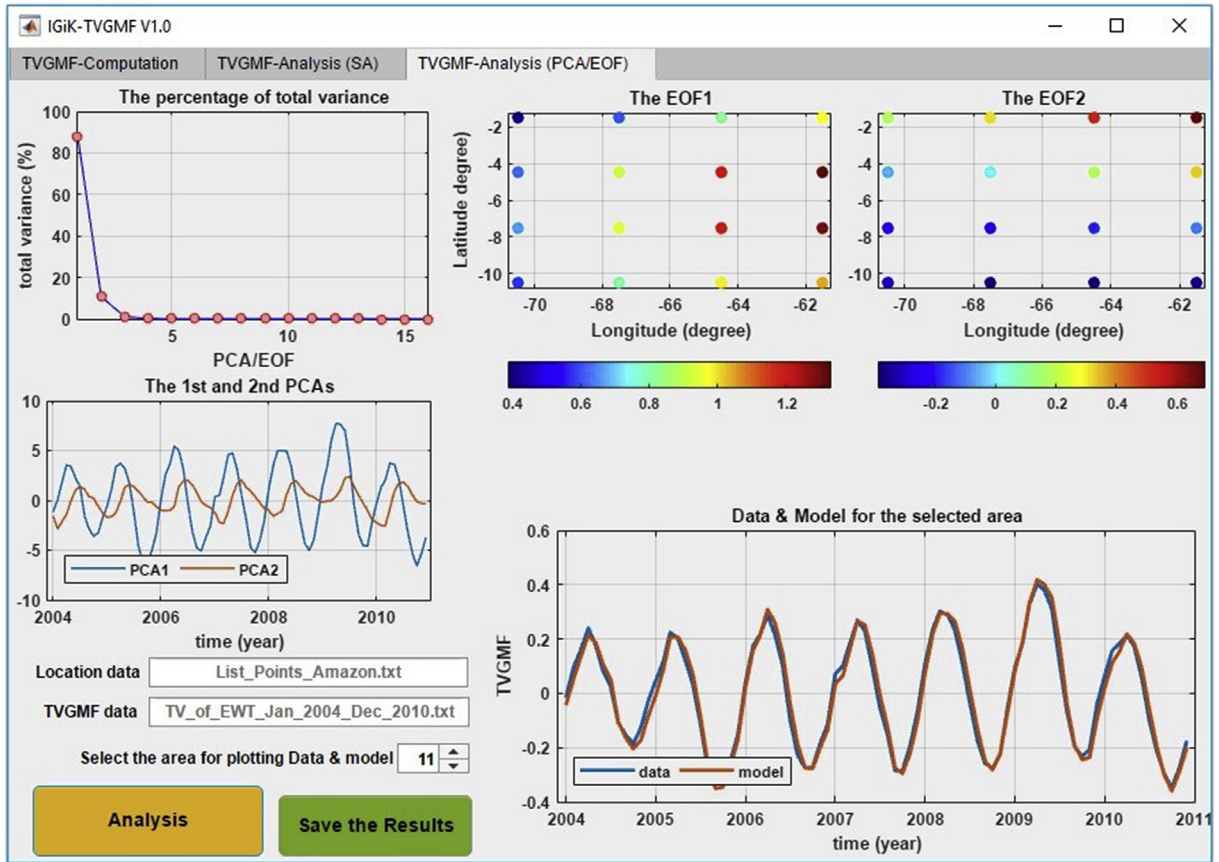 IGiK-TVGMF V1.0
TVGMF-Computation TVGMF-Analysis (SA) TVGMF-Analysis (PCA/EOF)
The percentage of total variance
100
80
60
40
20
0
total variance (%)
5 10 15
PCA/EOF
The EOF1
-2
-4
-6
-8
-10
Latitude degree)
-70 -68 -66 -64 -62
Longitude (degree)
0.4 0.6 0.8 1 1.2
The EOF2
-2
-4
-6
-8
-10
-70 -68 -66 -64 -62
Longitude (degree)
-0.2 0 0.2 0.4 0.6
The 1st and 2nd PCAs
10
5
0
-5
-10
PCA1 PCA2
2004 2006 2008 2010
time (year)
Location data List_Points_Amazon.txt
TVGMF data TV_of_EWT_Jan_2004_Dec_2010.txt
Select the area for plotting Data & model 11
Analysis Save the Results
Data & Model for the selected area
0.6
0.4
0.2
0
-0.2
-0.4
TVGMF
data model
2004 2005 2006 2007 2008 2009 2010 2011
time (year)